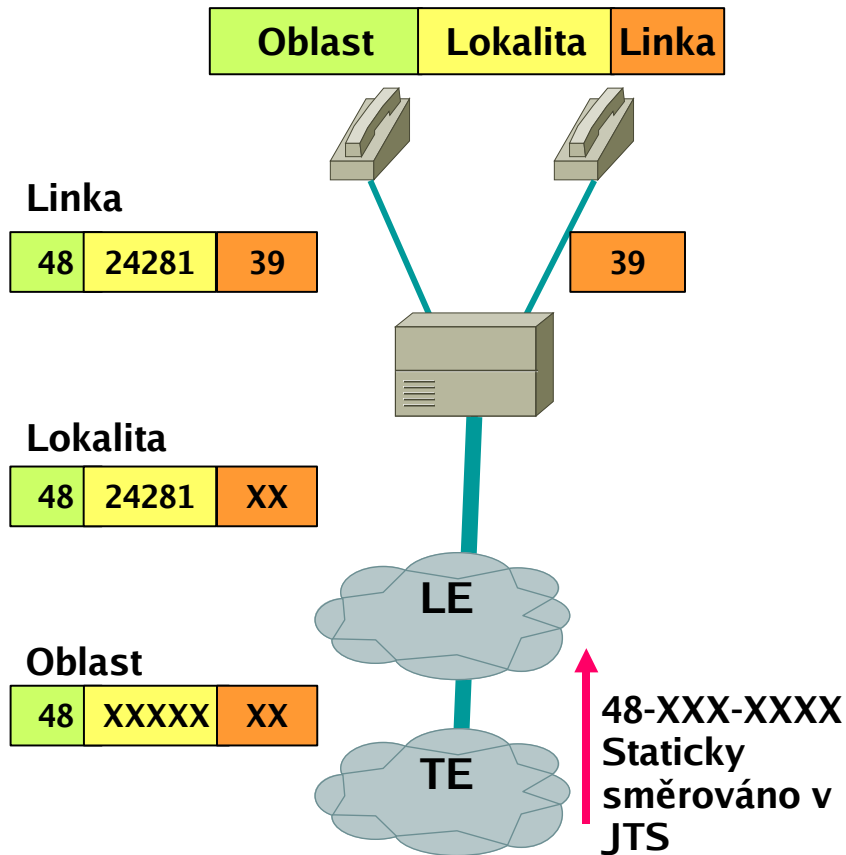 Oblast Lokalita Linka
Linka
48 24281 39
39
Lokalita
48 24281 XX
LE
Oblast
48 XXXXX XX
TE
48-XXX-XXXX
Staticky
směrováno v
JTS